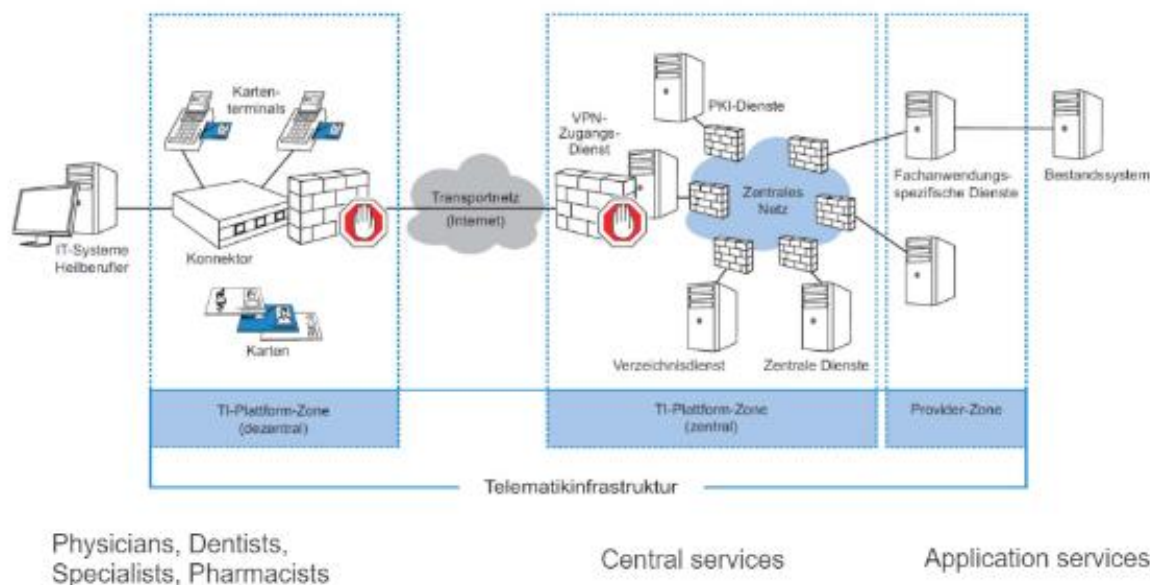 Karten-
terminals
IT-Systeme
Heilberufler
Konnektor
Karten
Transportnetz
(Internet)
VPN-
Zugangs-
Dienst
PKI-Dienste
Zentrales
Netz
Verzeichnisdienst
Zentrale Dienste
Fachanwendungs-
spezifische Dienste
Bestandssystem
TI-Plattform-Zone
(dezentral)
TI-Plattform-Zone
(zentral)
Provider-Zone
Telematikinfrastruktur
Physicians, Dentists,
Specialists, Pharmacists
Central services
Application services